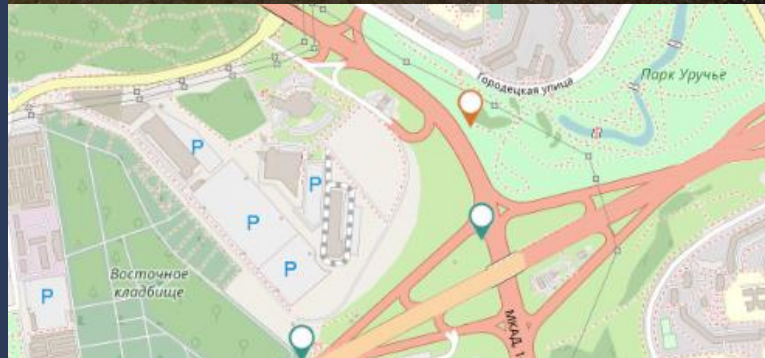 Городецкая улица
Парк Уручье
P
P
P
P
P
Восточное
кладбище
МКАД, 1